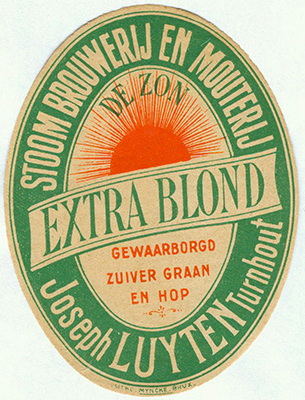 STOOM BROUWERIJ EN MOUTERIJ
DE ZON
EXTRA BLOND
GEWAARBORGD
ZUIVER GRAAN
EN HOP
Joseph LUYTEN Turnhout